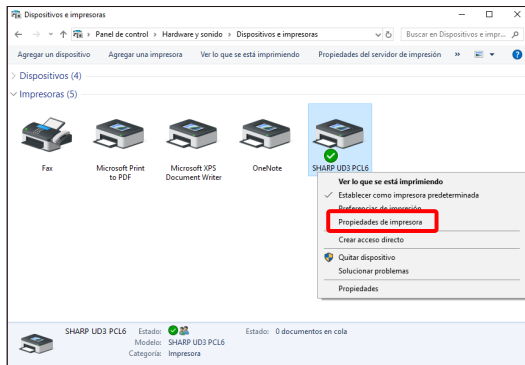 Dispositivos e impresoras
Panel de control > Hardware y sonido > Dispositivos e impresoras
Buscar en Dispositivos e impr...
Agregar un dispositivo Agregar una impresora Ver lo que se está imprimiendo Propiedades del servidor de impresión »
Dispositivos (4)
Impresoras (5)
Fax
Microsoft Print
to PDF
Microsoft XPS
Document Writer
OneNote
SHARP UD3 PCL6
Ver lo que se está imprimiendo
Establecer como impresora predeterminada
Preferencias de impresión
Propiedades de impresora
Crear acceso directo
Quitar dispositivo
Solucionar problemas
Propiedades
SHARP UD3 PCL6 Estado: Estado: 0 documentos en cola
Modelo: SHARP UD3 PCL6
Categoría: Impresora